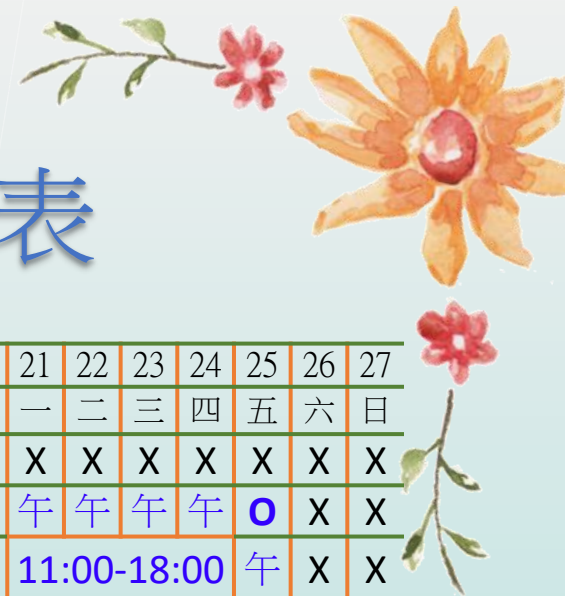 表
21 22 23 24 25 26 27
一 二 三 四 五 六 日
X X X X X X X
午 午 午 午 O X X
11:00-18:00 午 X X